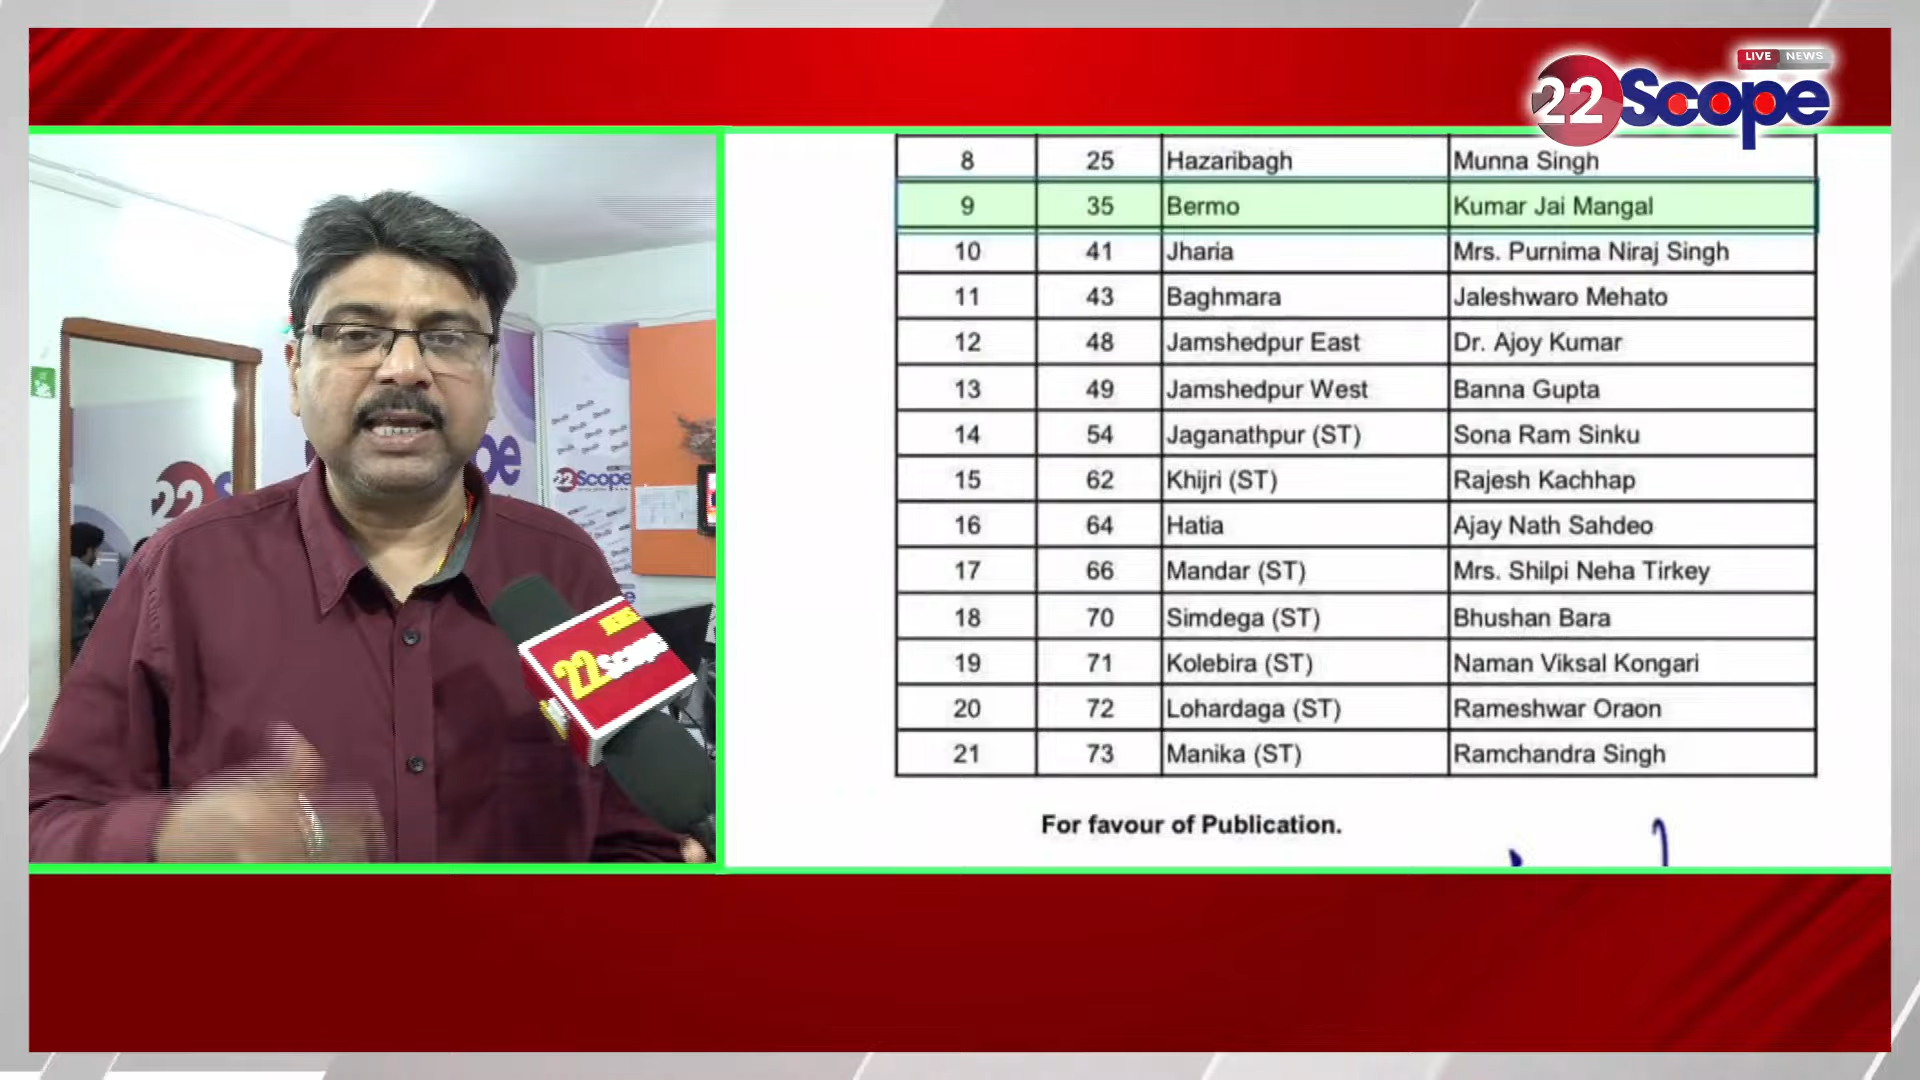 LIVE NEWS
22Scope
8 25 Hazaribagh Munna Singh
9 35 Bermo Kumar Jai Mangal
10 41 Jharia Mrs. Purnima Niraj Singh
11 43 Baghmara Jaleshwaro Mehato
12 48 Jamshedpur East Dr. Ajoy Kumar
13 49 Jamshedpur West Banna Gupta
14 54 Jaganathpur (ST) Sona Ram Sinku
15 62 Khijri (ST) Rajesh Kachhap
16 64 Hatia Ajay Nath Sahdeo
17 66 Mandar (ST) Mrs. Shilpi Neha Tirkey
18 70 Simdega (ST) Bhushan Bara
19 71 Kolebira (ST) Naman Viksal Kongari
20 72 Lohardaga (ST) Rameshwar Oraon
21 73 Manika (ST) Ramchandra Singh
For favour of Publication.
22Scope
22
ope
NEWS
22Scope